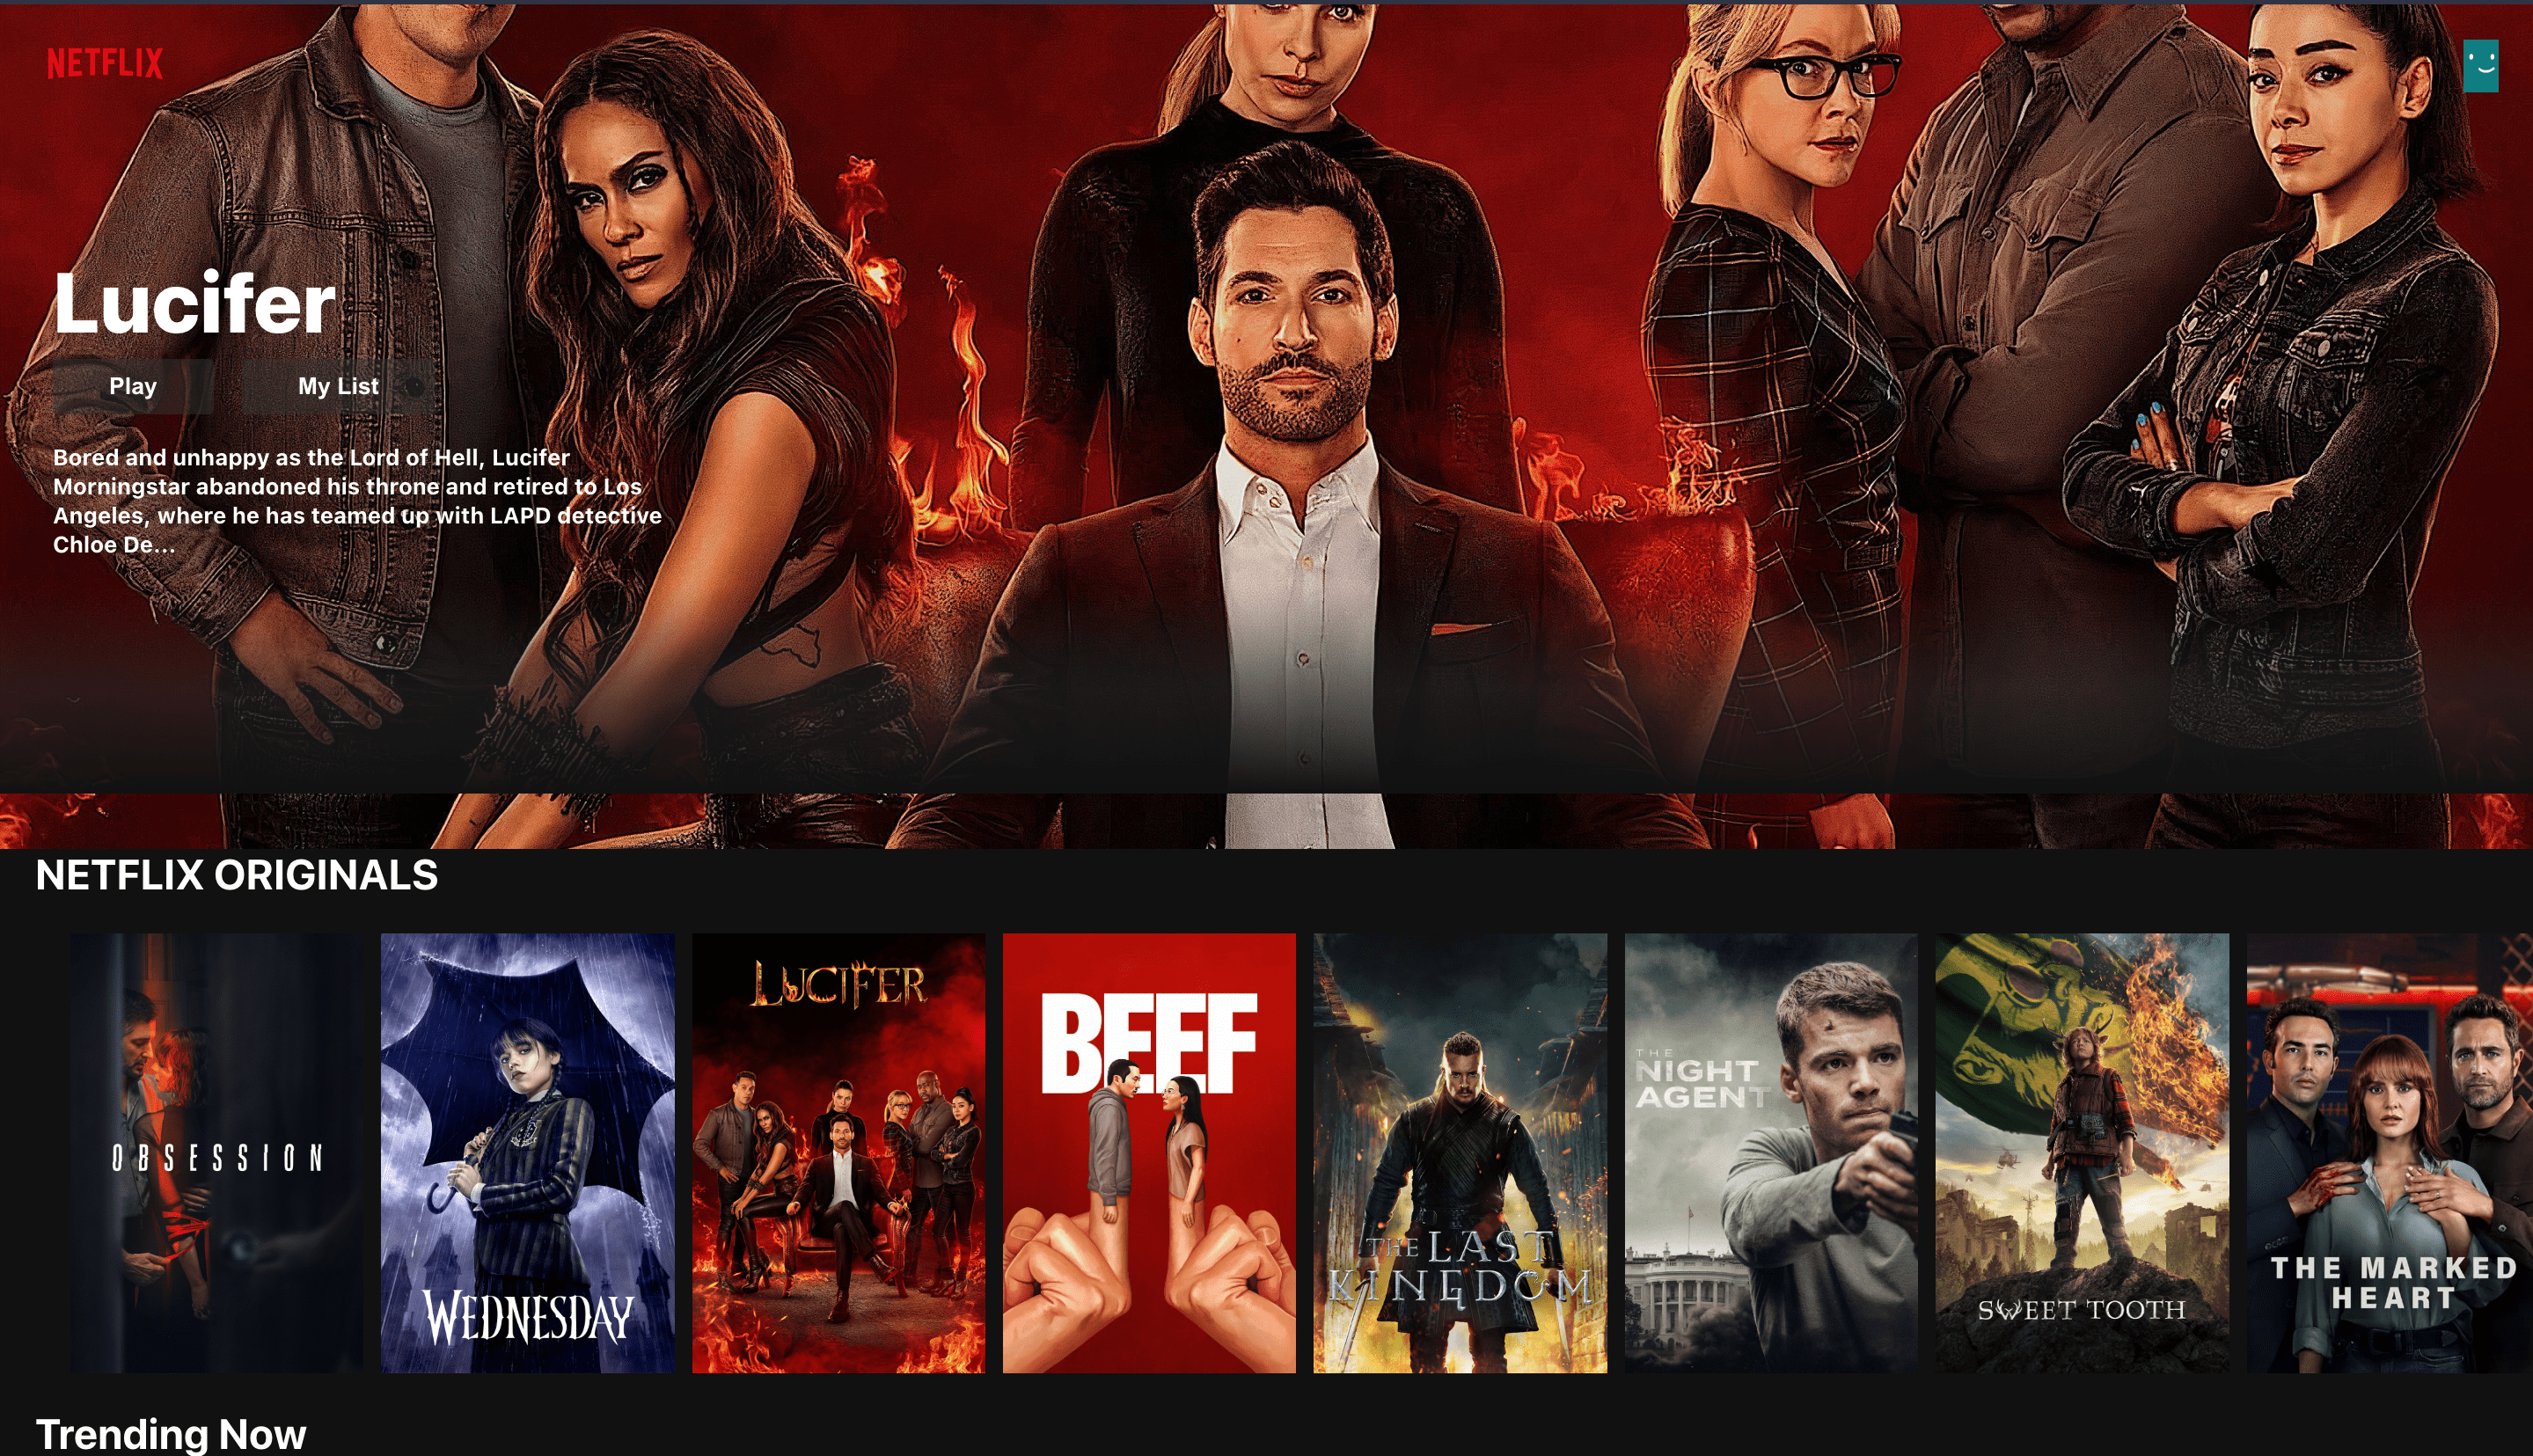 NETFLIX
Lucifer
Play
My List
Bored and unhappy as the Lord of Hell, Lucifer
Morningstar abandoned his throne and retired to Los
Angeles, where he has teamed up with LAPD detective
Chloe De...
NETFLIX ORIGINALS
OBSESSION
WEDNESDAY
LUCIFER
BEEF
THE LAST
KINGDOM
THE
NIGHT
AGENT
SWEET TOOTH
THE MARKED
HEART
Trending Now